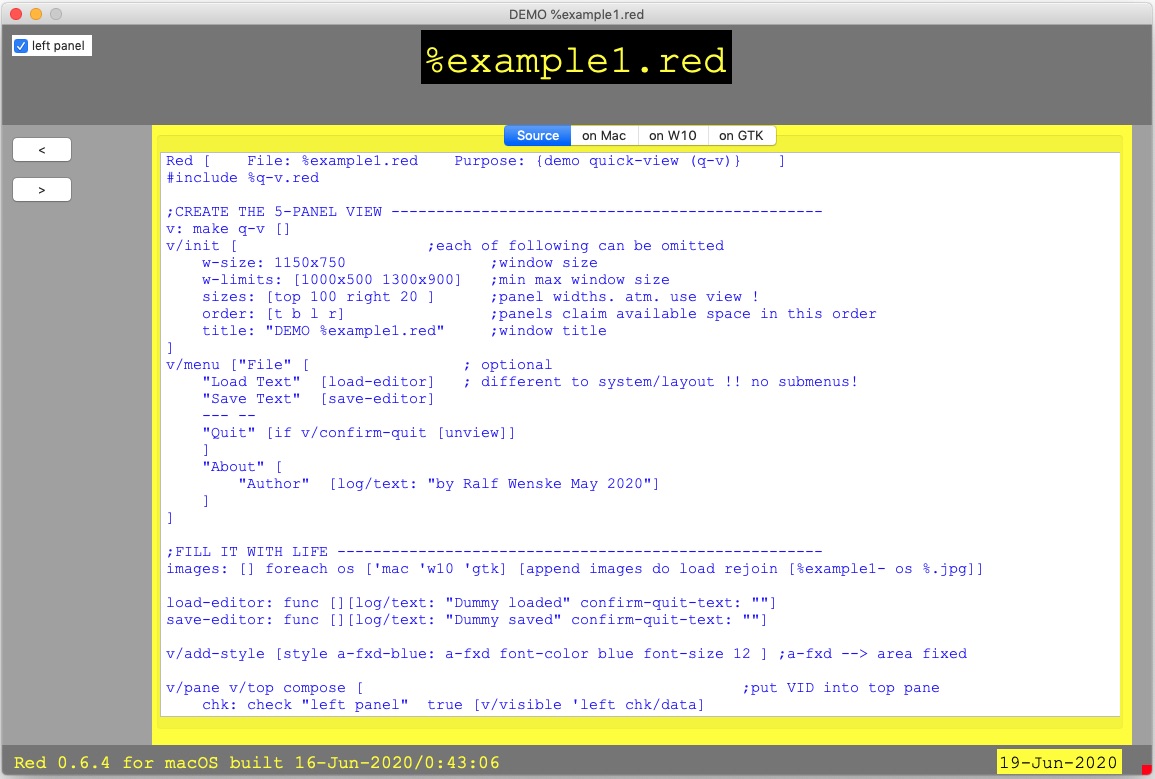 DEMO %example1.red
left panel
%example1.red
<
>
Source on Mac on W10 on GTK
Red [    File: %example1.red    Purpose: {demo quick-view (q-v)}    ]
#include %q-v.red
;CREATE THE 5-PANEL VIEW ------------------------------------------------
v: make q-v []
v/init [                     ;each of following can be omitted
    w-size: 1150x750                ;window size
    w-limits: [1000x500 1300x900]   ;min max window size
    sizes: [top 100 right 20 ]      ;panel widths. atm. use view !
    order: [t b l r]                ;panels claim available space in this order
    title: "DEMO %example1.red"     ;window title
]
v/menu ["File" [                 ; optional
    "Load Text"  [load-editor]   ; different to system/layout !! no submenus!
    "Save Text"  [save-editor]
    --- --
    "Quit" [if v/confirm-quit [unview]]
    ]
    "About" [
        "Author"  [log/text: "by Ralf Wenske May 2020"]
    ]
]
;FILL IT WITH LIFE ------------------------------------------------------
images: [] foreach os ['mac 'w10 'gtk] [append images do load rejoin [%example1- os %.jpg]]
load-editor: func [][log/text: "Dummy loaded" confirm-quit-text: ""]
save-editor: func [][log/text: "Dummy saved" confirm-quit-text: ""]
v/add-style [style a-fxd-blue: a-fxd font-color blue font-size 12 ] ;a-fxd --> area fixed
v/pane v/top compose [                                          ;put VID into top pane
    chk: check "left panel"  true [v/visible 'left chk/data]
Red 0.6.4 for macOS built 16-Jun-2020/0:43:06
19-Jun-2020